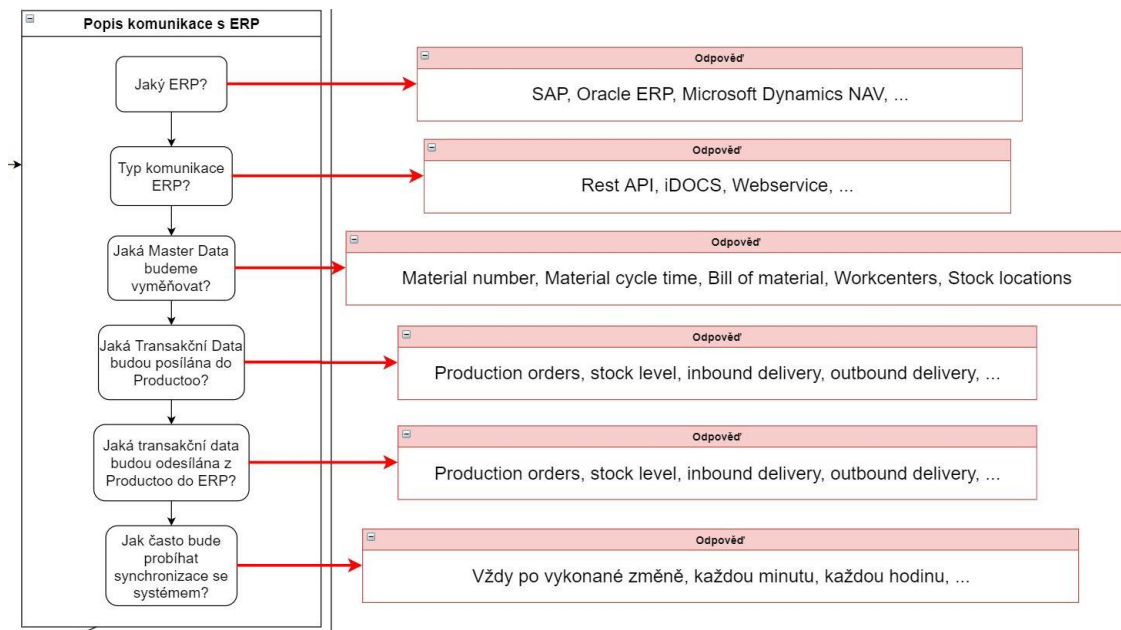 Popis komunikace s ERP
Jaký ERP?
Odpověď
SAP, Oracle ERP, Microsoft Dynamics NAV, ...
Typ komunikace
ERP?
Odpověď
Rest API, iDOCS, Webservice, ...
Jaká Master Data
budeme
vyměňovat?
Odpověď
Material number, Material cycle time, Bill of material, Workcenters, Stock locations
Jaká Transakční Data
budou posílána do
Productoo?
Odpověď
Production orders, stock level, inbound delivery, outbound delivery, ...
Jaká transakční data
budou odesílána z
Productoo do ERP?
Odpověď
Production orders, stock level, inbound delivery, outbound delivery, ...
Jak často bude
probíhat
synchronizace se
systémem?
Odpověď
Vždy po vykonané změně, každou minutu, každou hodinu, ...